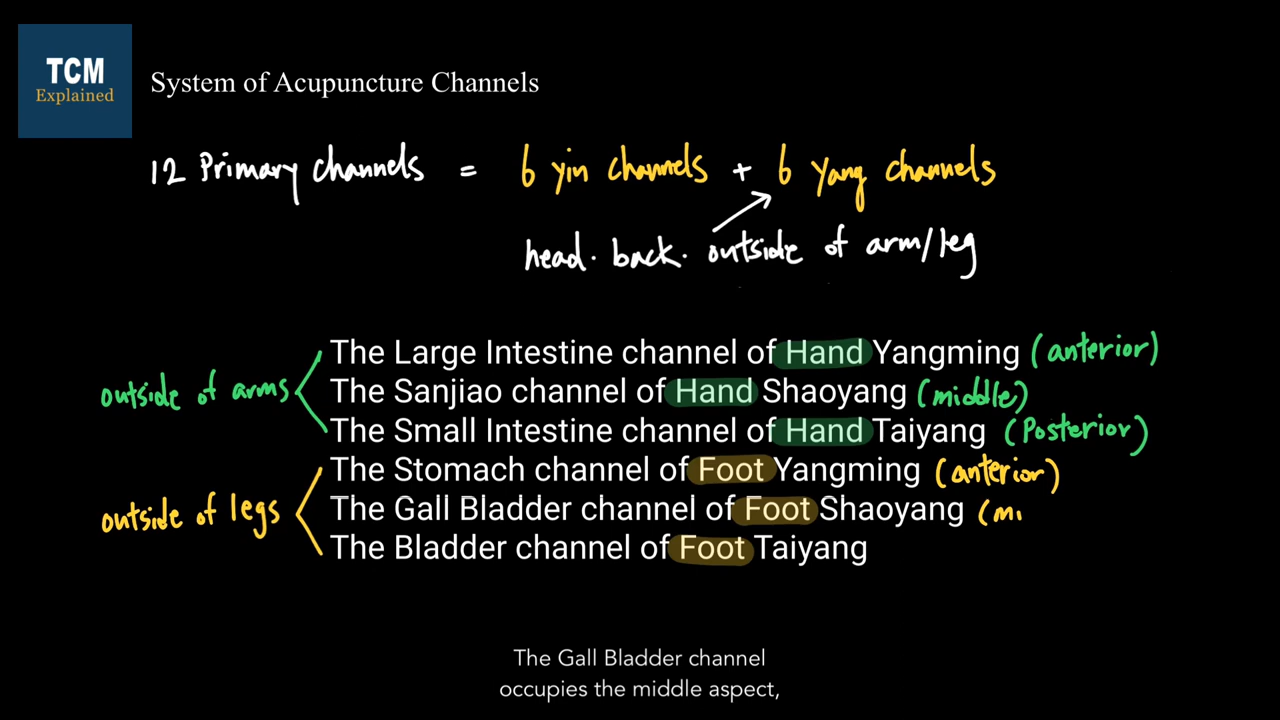 TCM
Explained
System of Acupuncture Channels
12 Primary channels = 6 yin channels + 6 Yang channels
head. back. outside of arm/leg
The Large Intestine channel of Hand Yangming (anterior)
outside of arms The Sanjiao channel of Hand Shaoyang (middle)
The Small Intestine channel of Hand Taiyang (Posterior)
The Stomach channel of Foot Yangming (anterior)
outside of legs The Gall Bladder channel of Foot Shaoyang (mi
The Bladder channel of Foot Taiyang
The Gall Bladder channel
occupies the middle aspect,